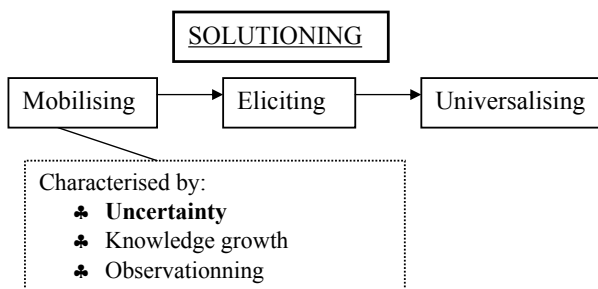 SOLUTIONING
Mobilising
Eliciting
Universalising
Characterised by:
♣ Uncertainty
♣ Knowledge growth
♣ Observationning